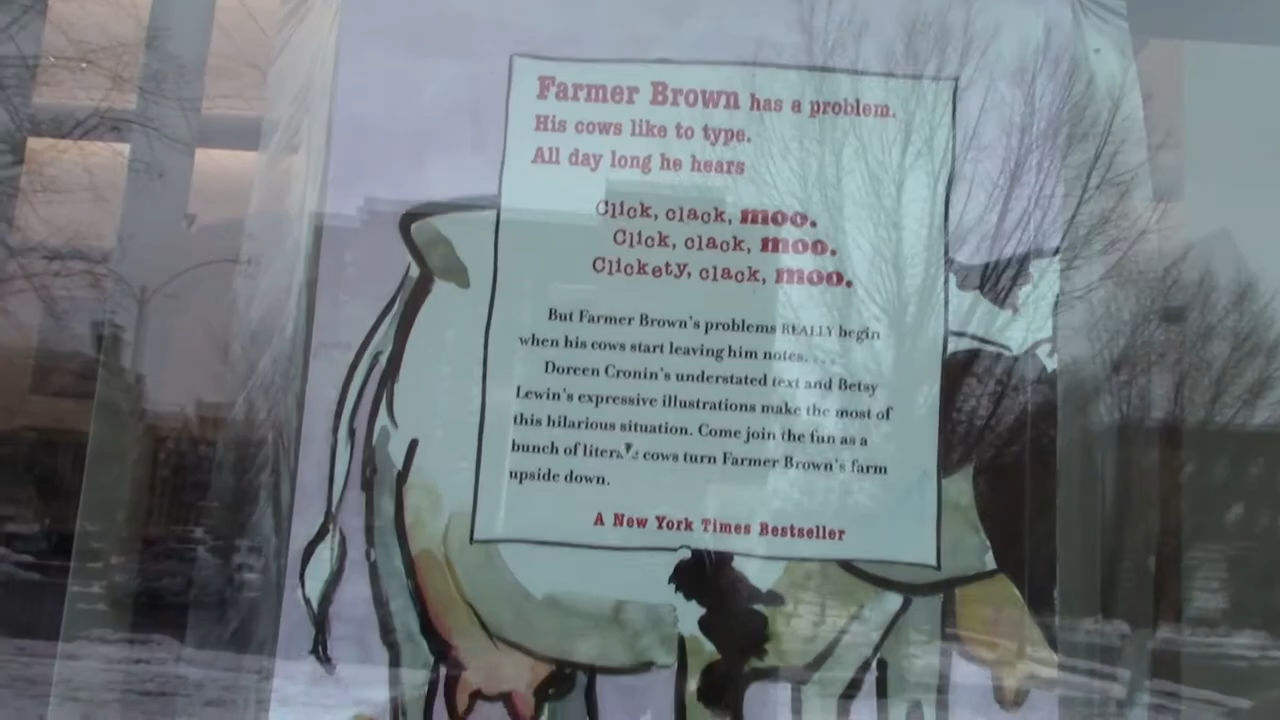 Farmer Brown has a problem.
His cows like to type.
All day long he hears
Click, clack, moo.
Click, clack, moo.
Clickety, clack, moo.
But Farmer Brown's problems REALLY begin
when his cows start leaving him notes. . . .
Doreen Cronin's understated text and Betsy
Lewin's expressive illustrations make the most of
this hilarious situation. Come join the fun as a
bunch of literate cows turn Farmer Brown's farm
upside down.
A New York Times Bestseller